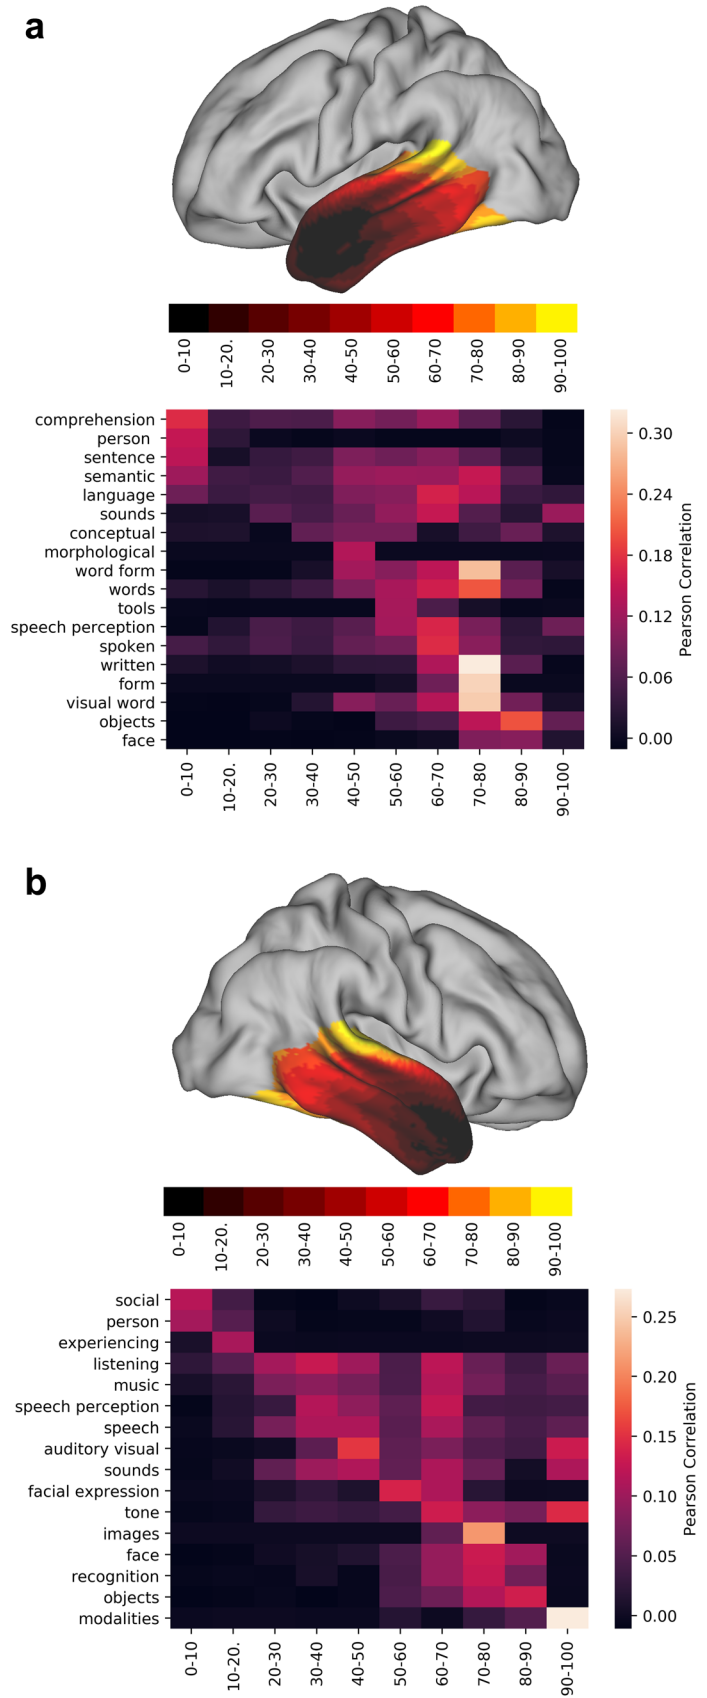 a
0-10 10-20. 20-30 30-40 40-50 50-60 60-70 70-80 80-90 90-100
comprehension
person
sentence
semantic
language
sounds
conceptual
morphological
word form
words
tools
speech perception
spoken
written
form
visual word
objects
face
0-10 10-20. 20-30 30-40 40-50 50-60 60-70 70-80 80-90 90-100
0.30
0.24
0.18
0.12
0.06
0.00
Pearson Correlation
b
0-10 10-20. 20-30 30-40 40-50 50-60 60-70 70-80 80-90 90-100
social
person
experiencing
listening
music
speech perception
speech
auditory visual
sounds
facial expression
tone
images
face
recognition
objects
modalities
0-10 10-20. 20-30 30-40 40-50 50-60 60-70 70-80 80-90 90-100
0.25
0.20
0.15
0.10
0.05
0.00
Pearson Correlation